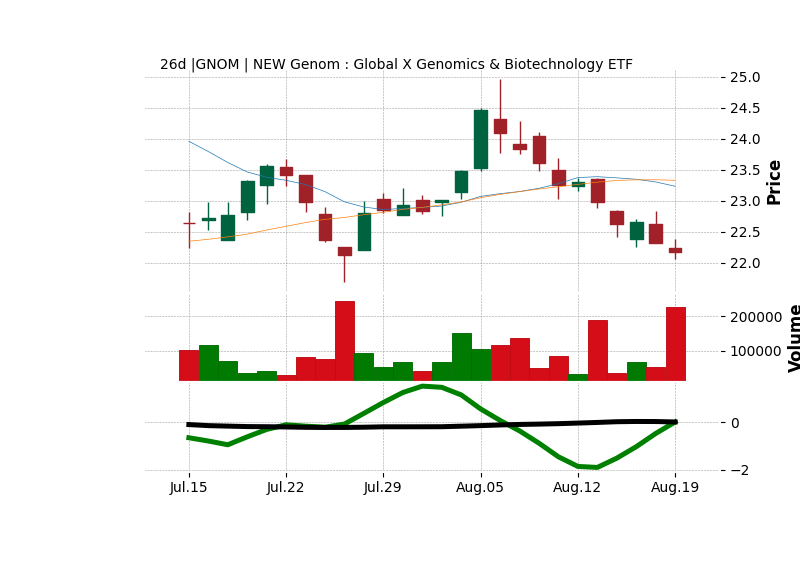 26d |GNOM | NEW Genom : Global X Genomics & Biotechnology ETF
25.0
24.5
24.0
23.5
23.0
22.5
22.0
Price
200000
100000
Volume
0
−2
Jul.15 Jul.22 Jul.29 Aug.05 Aug.12 Aug.19